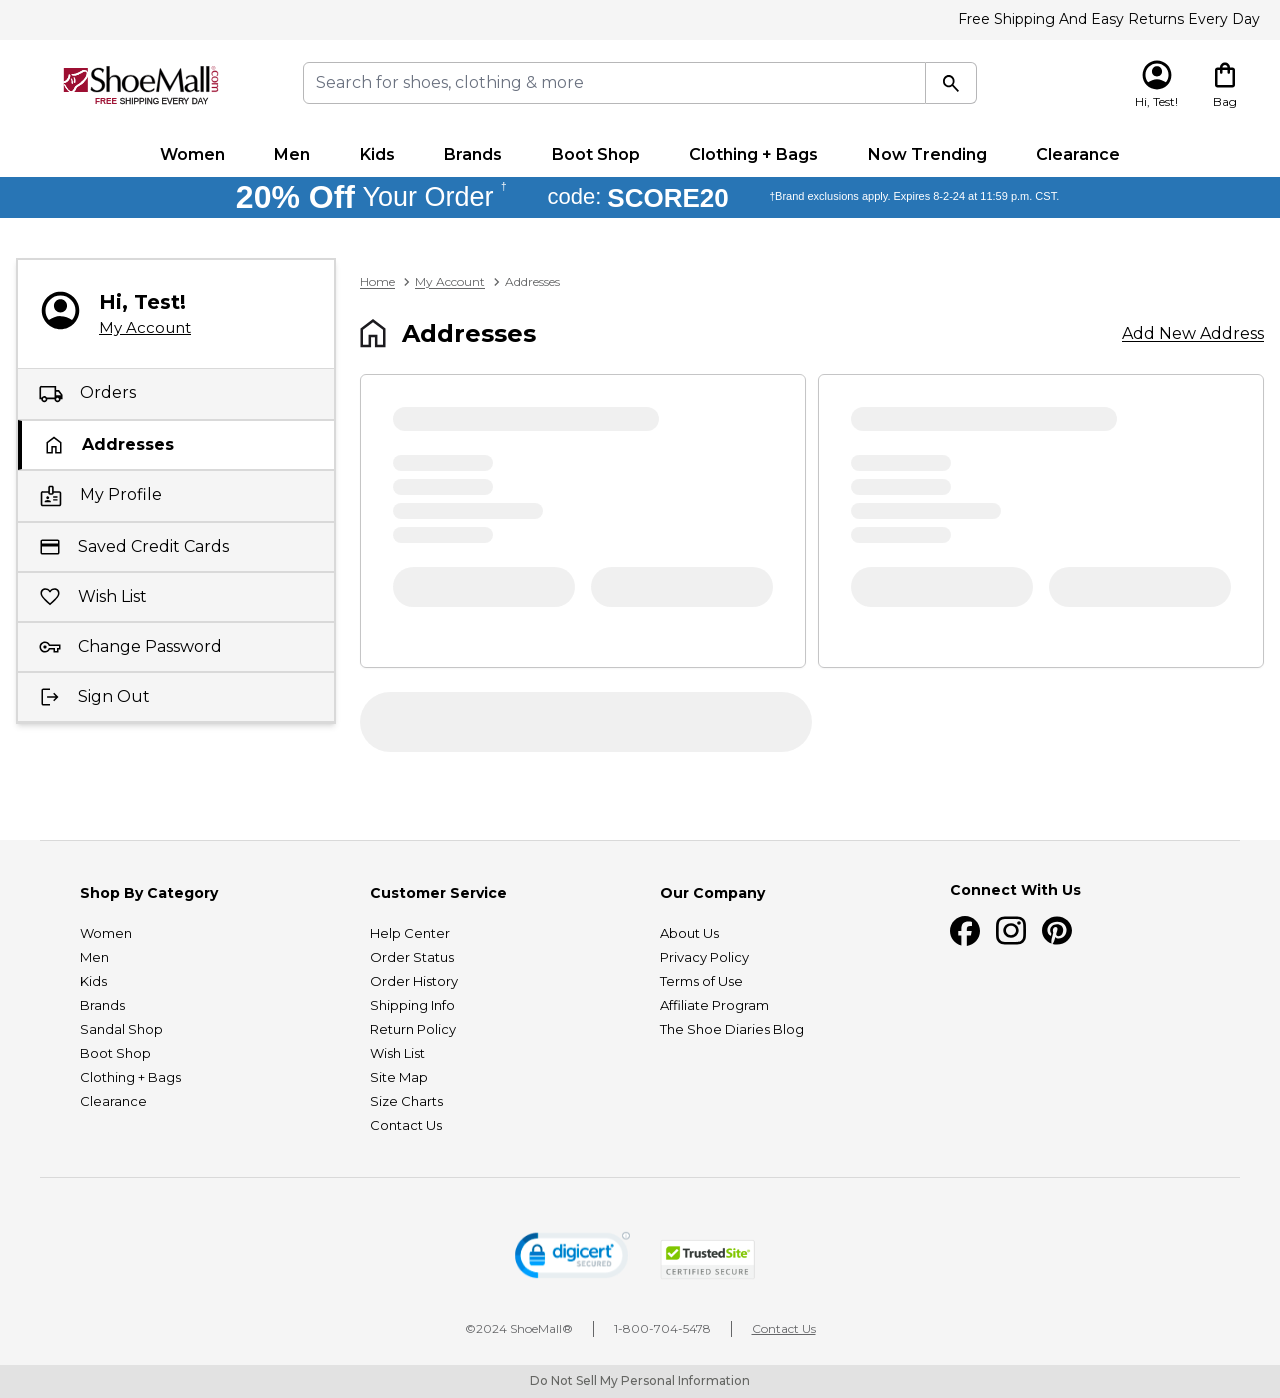 Free Shipping And Easy Returns Every Day
ShoeMall.com®
FREE SHIPPING EVERY DAY
Search for shoes, clothing & more
Hi, Test!
Bag
Women Men Kids Brands Boot Shop Clothing + Bags Now Trending Clearance
20% Off Your Order † code: SCORE20 †Brand exclusions apply. Expires 8-2-24 at 11:59 p.m. CST.
Hi, Test!
My Account
Orders
Addresses
My Profile
Saved Credit Cards
Wish List
Change Password
Sign Out
Home > My Account > Addresses
Addresses
Add New Address
Shop By Category
Women
Men
Kids
Brands
Sandal Shop
Boot Shop
Clothing + Bags
Clearance
Customer Service
Help Center
Order Status
Order History
Shipping Info
Return Policy
Wish List
Site Map
Size Charts
Contact Us
Our Company
About Us
Privacy Policy
Terms of Use
Affiliate Program
The Shoe Diaries Blog
Connect With Us
digicert
SECURED
TrustedSite
CERTIFIED SECURE
©2024 ShoeMall® | 1-800-704-5478 | Contact Us
Do Not Sell My Personal Information